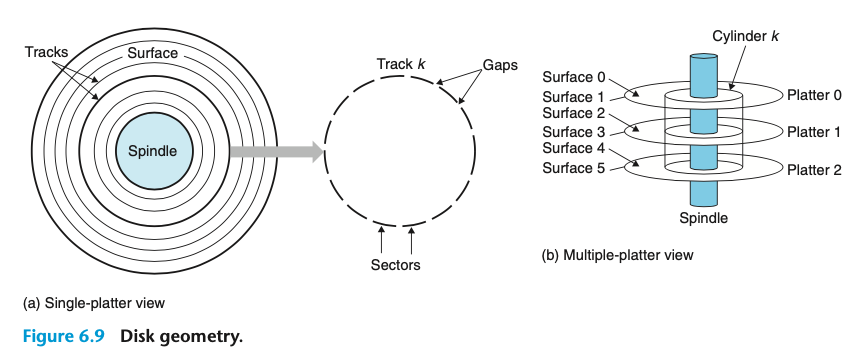 Tracks
Surface
Spindle
Track k
Gaps
Sectors
(a) Single-platter view
Cylinder k
Surface 0
Surface 1
Surface 2
Surface 3
Surface 4
Surface 5
Platter 0
Platter 1
Platter 2
Spindle
(b) Multiple-platter view
Figure 6.9 Disk geometry.